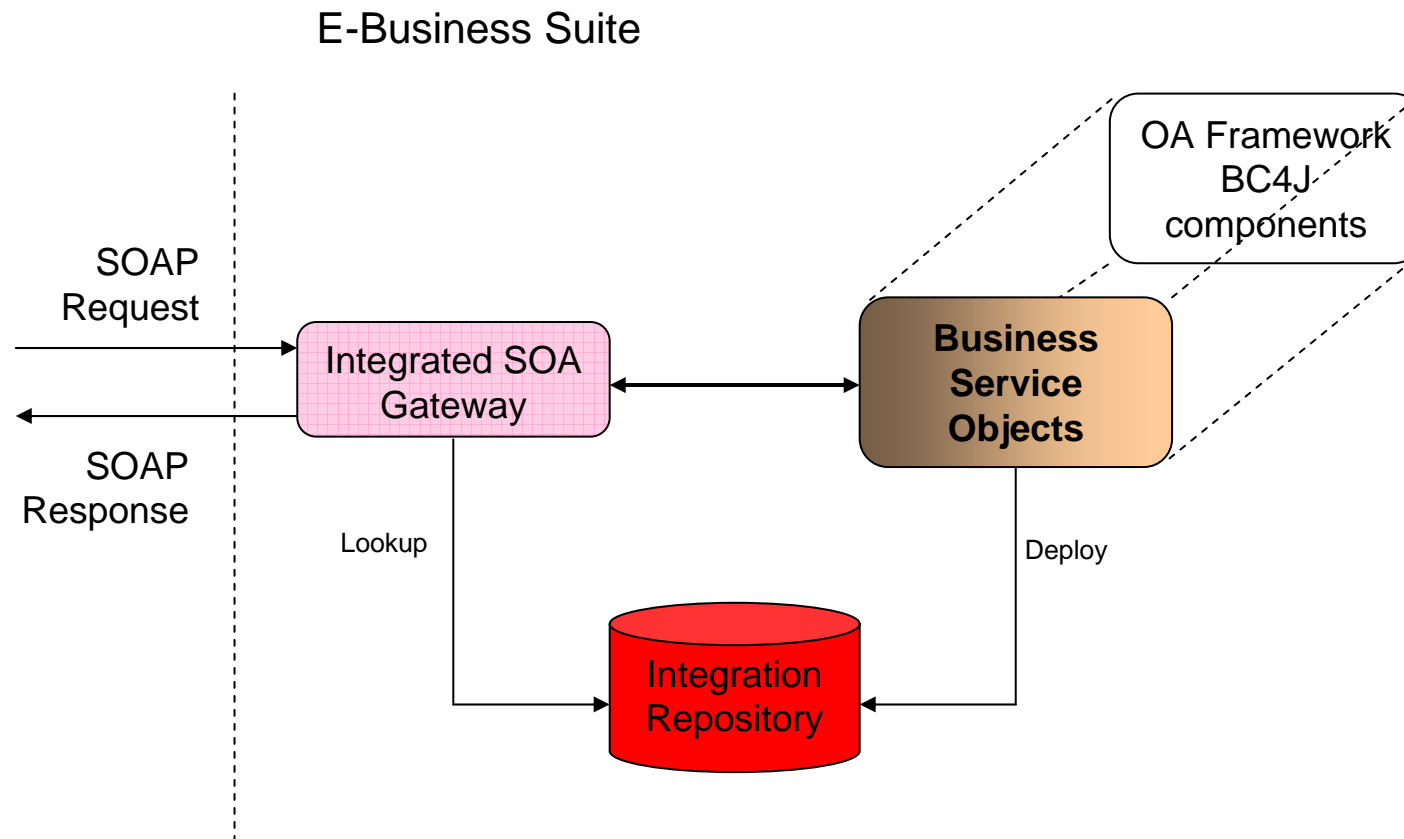 E-Business Suite
OA Framework
BC4J
components
SOAP
Request
Integrated SOA
Gateway
Business
Service
Objects
SOAP
Response
Lookup
Deploy
Integration
Repository